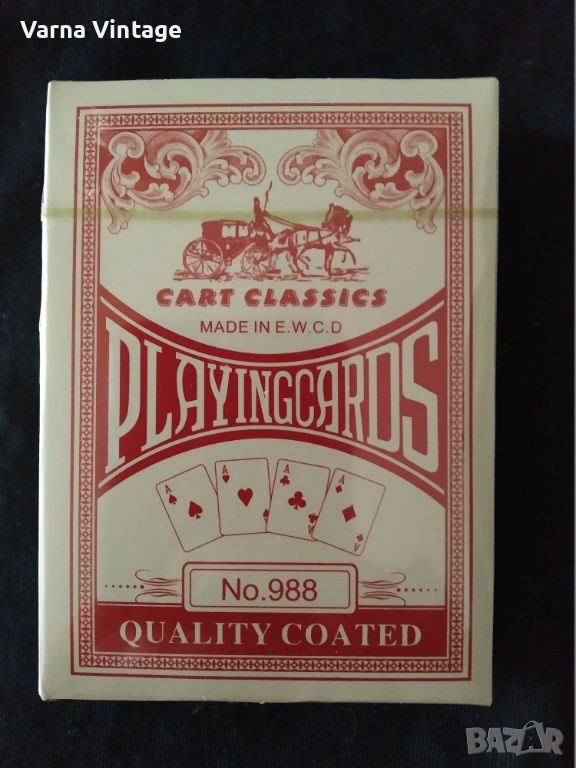 Varna Vintage
CART CLASSICS
MADE IN E.W.C.D
PLAYINGCARDS
A A A A
A
No.988
QUALITY COATED
BAZAR